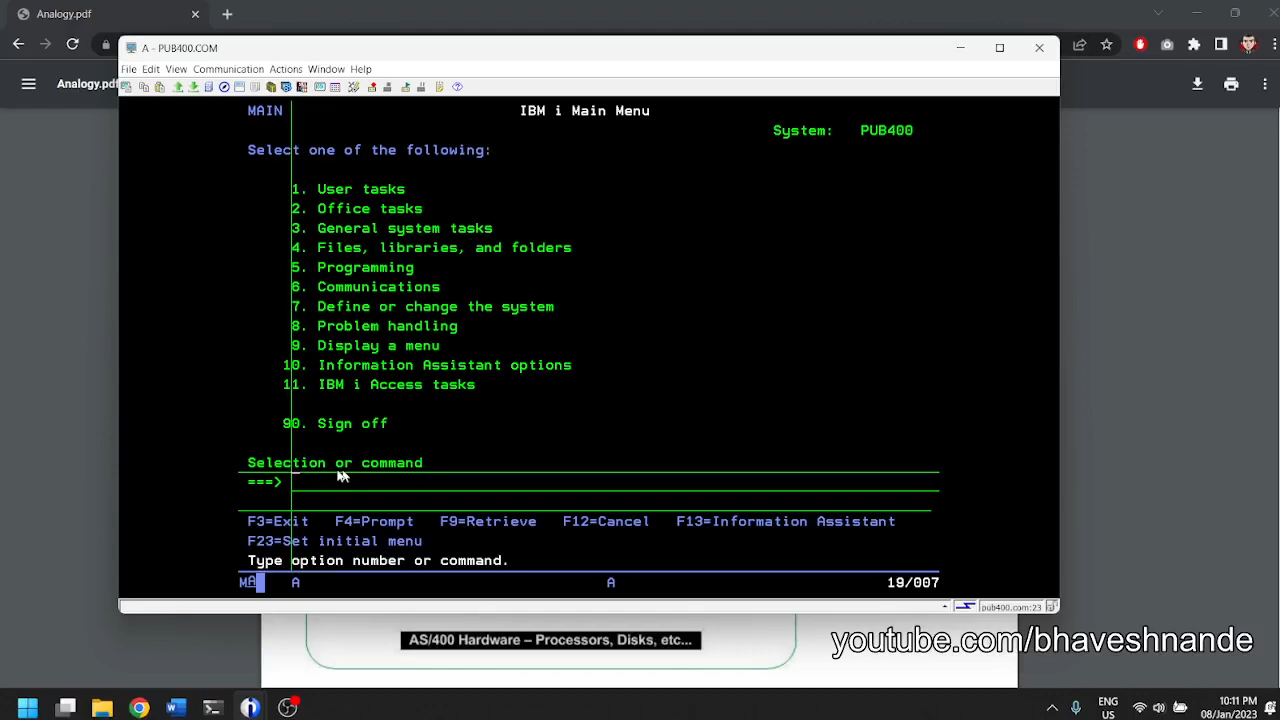 Analogy.pdf
A - PUB400.COM
File Edit View Communication Actions Window Help
Analogy.pdf
MAIN IBM i Main Menu
System: PUB400
Select one of the following:
1. User tasks
2. Office tasks
3. General system tasks
4. Files, libraries, and folders
5. Programming
6. Communications
7. Define or change the system
8. Problem handling
9. Display a menu
10. Information Assistant options
11. IBM i Access tasks
90. Sign off
Selection or command
===>
F3=Exit F4=Prompt F9=Retrieve F12=Cancel F13=Information Assistant
F23=Set initial menu
Type option number or command.
MA A A 19/007
pub400.com:23
AS/400 Hardware – Processors, Disks, etc...
youtube.com/bhaveshnande
ENG
US
10:11 PM
08/Jan/2023